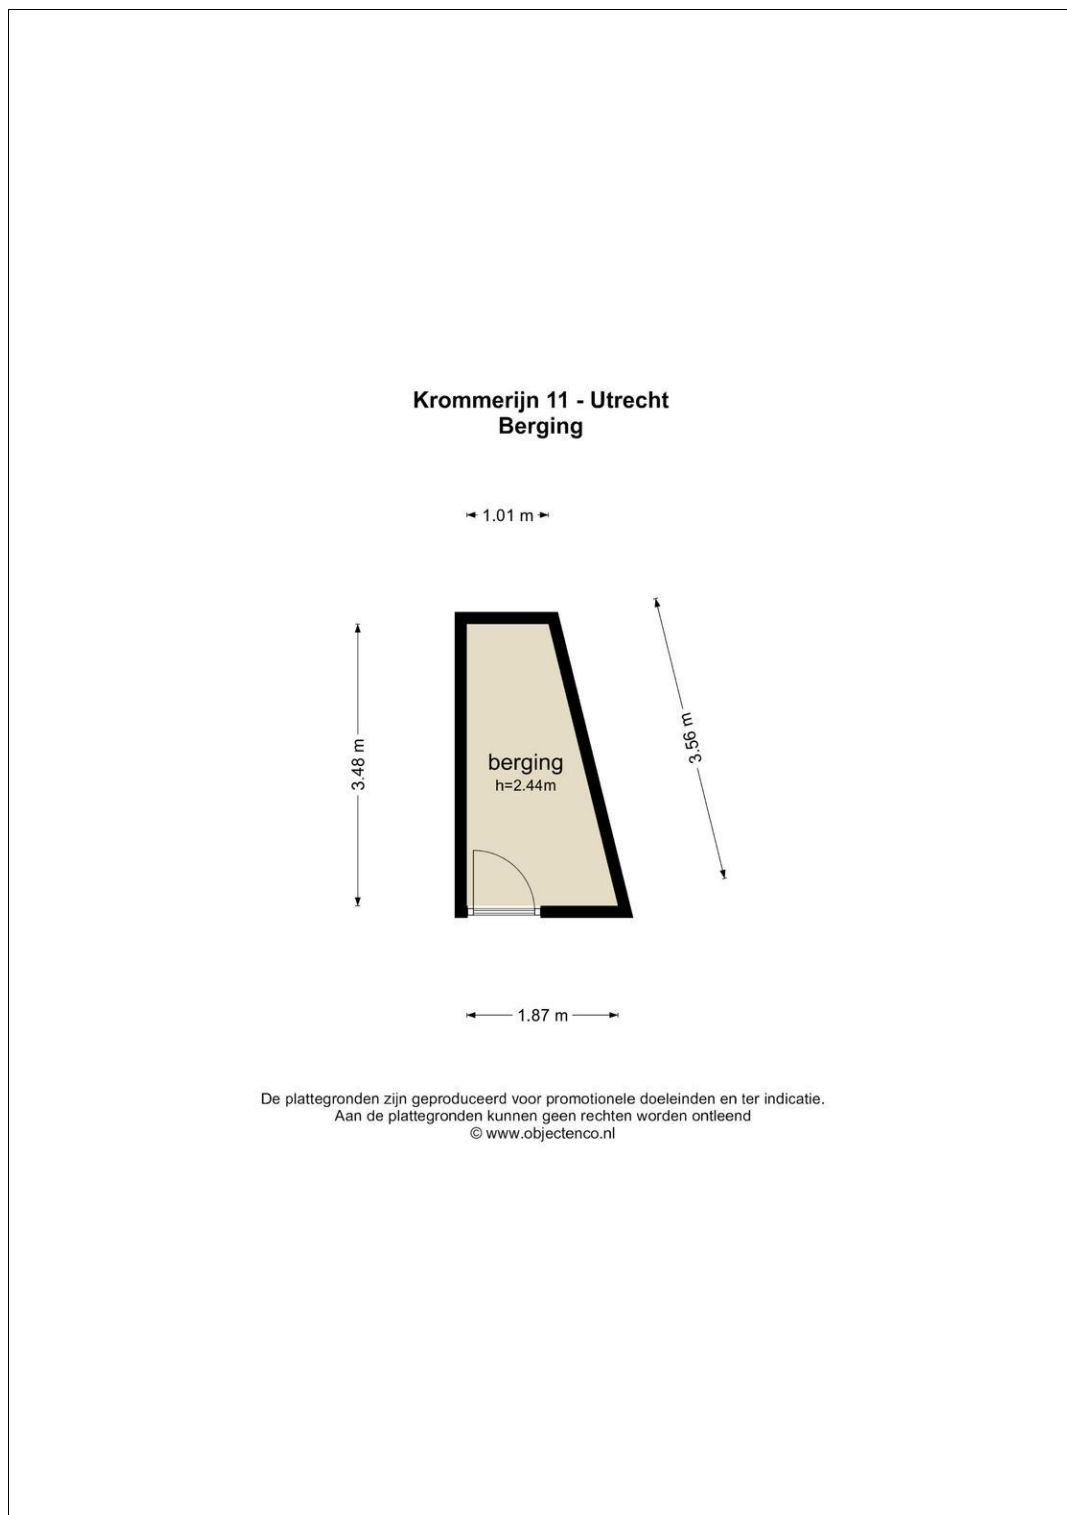 Krommerijn 11 - Utrecht
Berging
1.01 m
3.56 m
3.48 m
berging
h=2.44m
1.87 m
De plattegronden zijn geproduceerd voor promotionele doeleinden en ter indicatie.
Aan de plattegronden kunnen geen rechten worden ontleend
© www.objectenco.nl